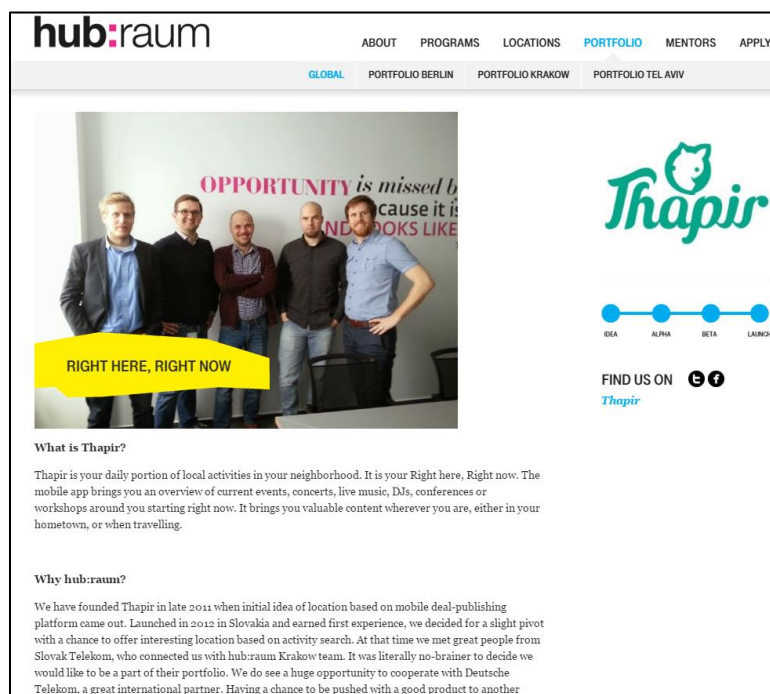 hub:raum
ABOUT PROGRAMS LOCATIONS PORTFOLIO MENTORS APPLY
GLOBAL PORTFOLIO BERLIN PORTFOLIO KRAKOW PORTFOLIO TEL AVIV
OPPORTUNITY is missed b
cause it is
ND LOOKS LIKE
RIGHT HERE, RIGHT NOW
Thapir
IDEA ALPHA BETA LAUNCH
FIND US ON
Thapir
What is Thapir?
Thapir is your daily portion of local activities in your neighborhood. It is your Right here, Right now. The
mobile app brings you an overview of current events, concerts, live music, DJs, conferences or
workshops around you starting right now. It brings you valuable content wherever you are, either in your
hometown, or when travelling.
Why hub:raum?
We have founded Thapir in late 2011 when initial idea of location based on mobile deal-publishing
platform came out. Launched in 2012 in Slovakia and earned first experience, we decided for a slight pivot
with a chance to offer interesting location based on activity search. At that time we met great people from
Slovak Telekom, who connected us with hub:raum Krakow team. It was literally no-brainer to decide we
would like to be a part of their portfolio. We do see a huge opportunity to cooperate with Deutsche
Telekom, a great international partner. Having a chance to be pushed with a good product to another